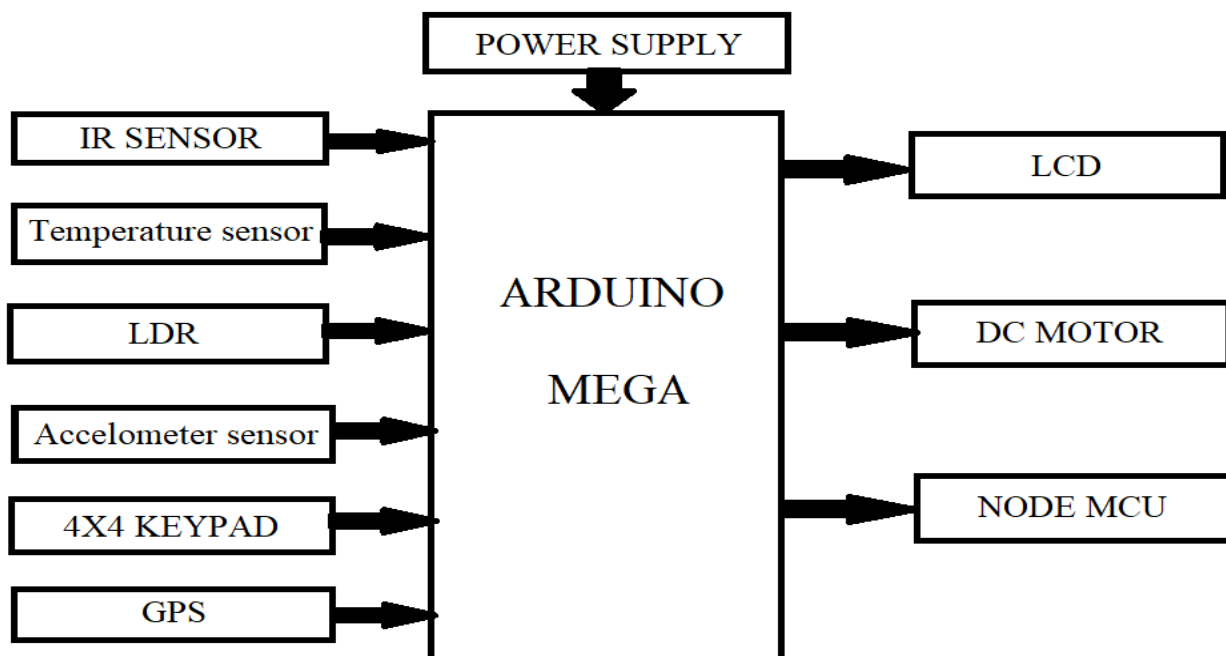 POWER SUPPLY
IR SENSOR
Temperature sensor
LDR
Accelometer sensor
4X4 KEYPAD
GPS
ARDUINO
MEGA
LCD
DC MOTOR
NODE MCU